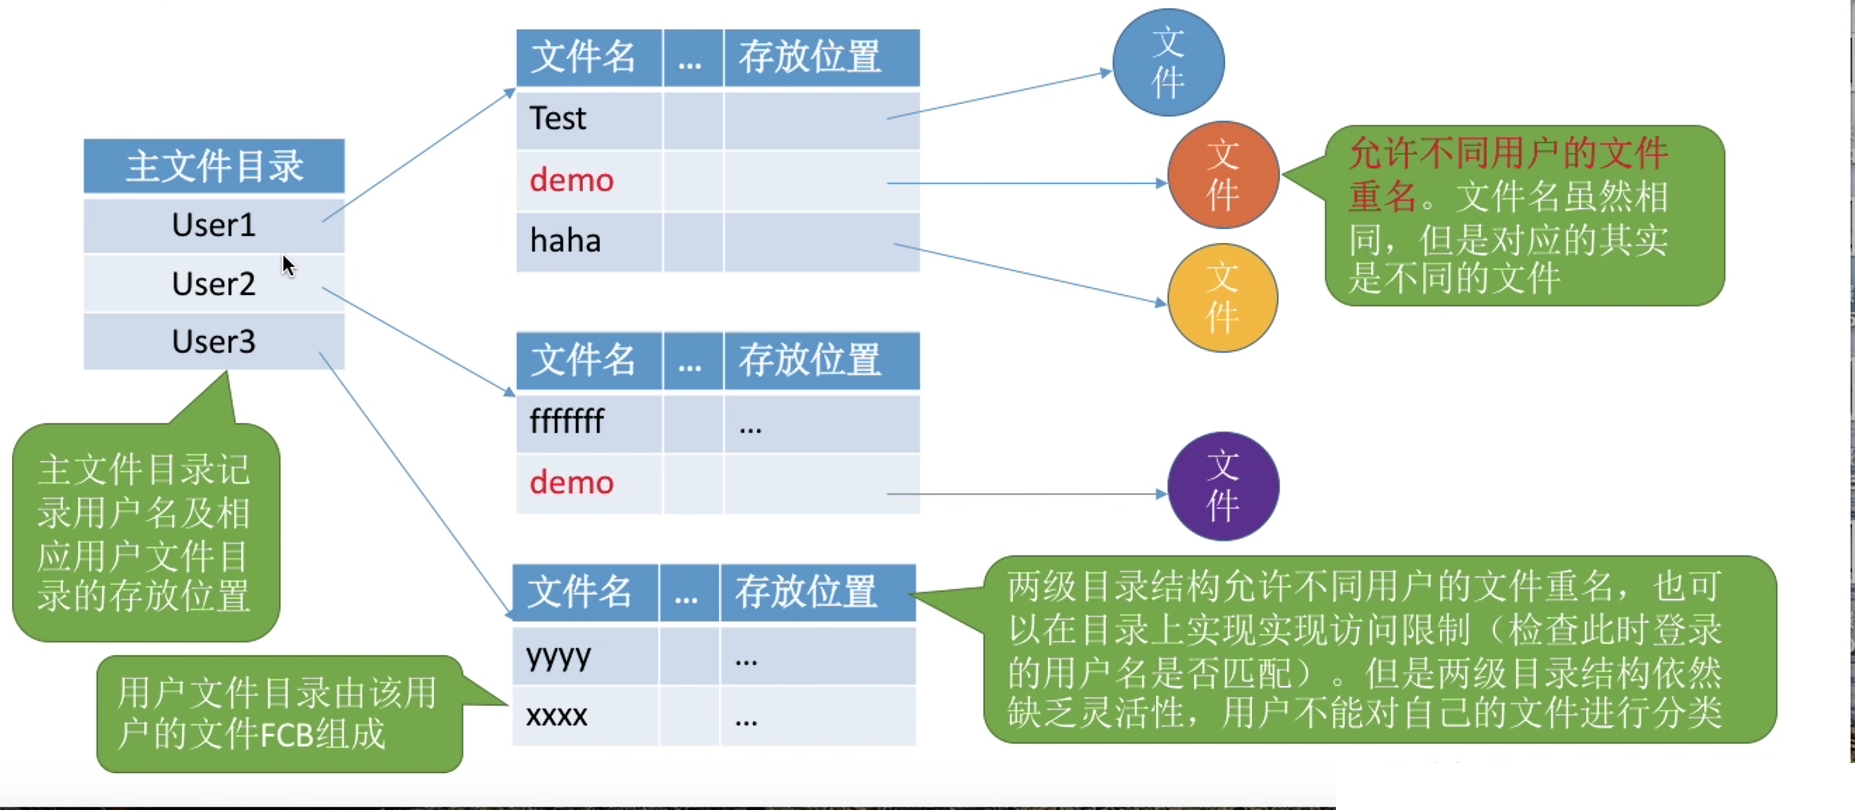 主文件目录
User1
User2
User3
主文件目录记
录用户名及相
应用户文件目
录的存放位置
用户文件目录由该用
户的文件FCB组成
文件名 ... 存放位置
Test
demo
haha
文件名 ... 存放位置
fffffff ...
demo
文件名 ... 存放位置
yyyy ...
xxxx ...
文
件
文
件
文
件
文
件
允许不同用户的文件
重名。文件名虽然相
同，但是对应的其实
是不同的文件
两级目录结构允许不同用户的文件重名，也可
以在目录上实现实现访问限制（检查此时登录
的用户名是否匹配）。但是两级目录结构依然
缺乏灵活性，用户不能对自己的文件进行分类